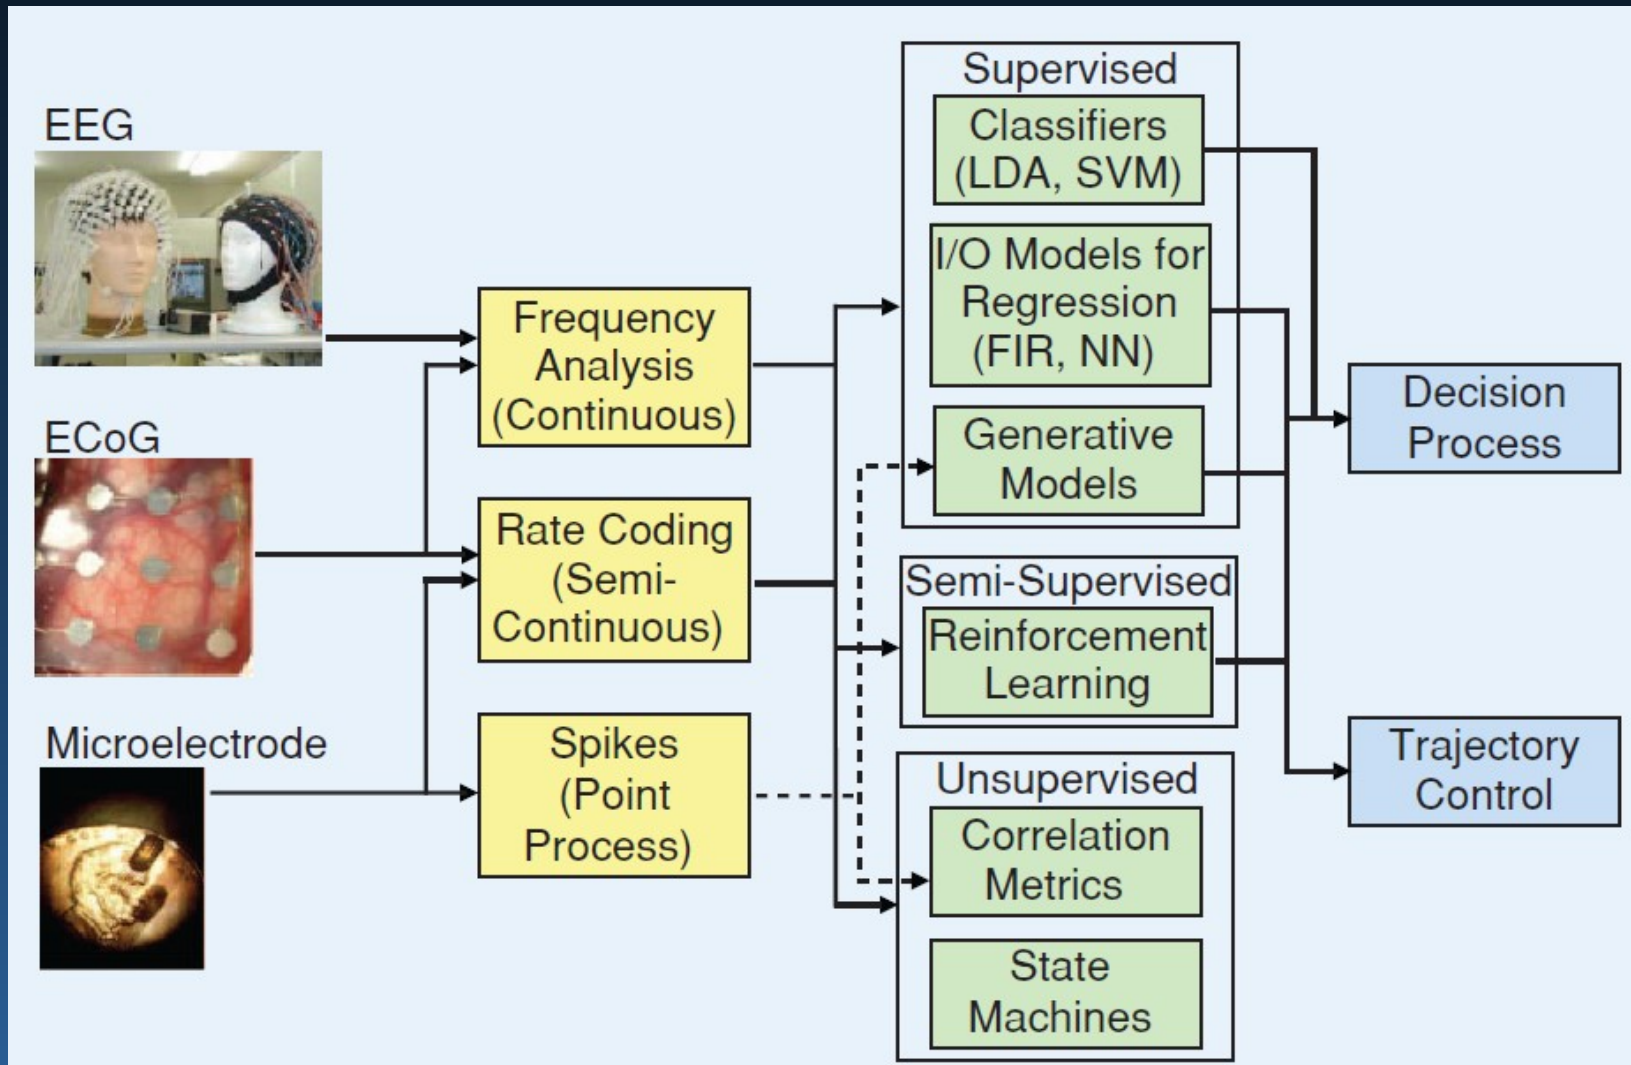 EEG
ECoG
Microelectrode
Frequency
Analysis
(Continuous)
Rate Coding
(Semi-
Continuous)
Spikes
(Point
Process)
Supervised
Classifiers
(LDA, SVM)
I/O Models for
Regression
(FIR, NN)
Generative
Models
Semi-Supervised
Reinforcement
Learning
Unsupervised
Correlation
Metrics
State
Machines
Decision
Process
Trajectory
Control